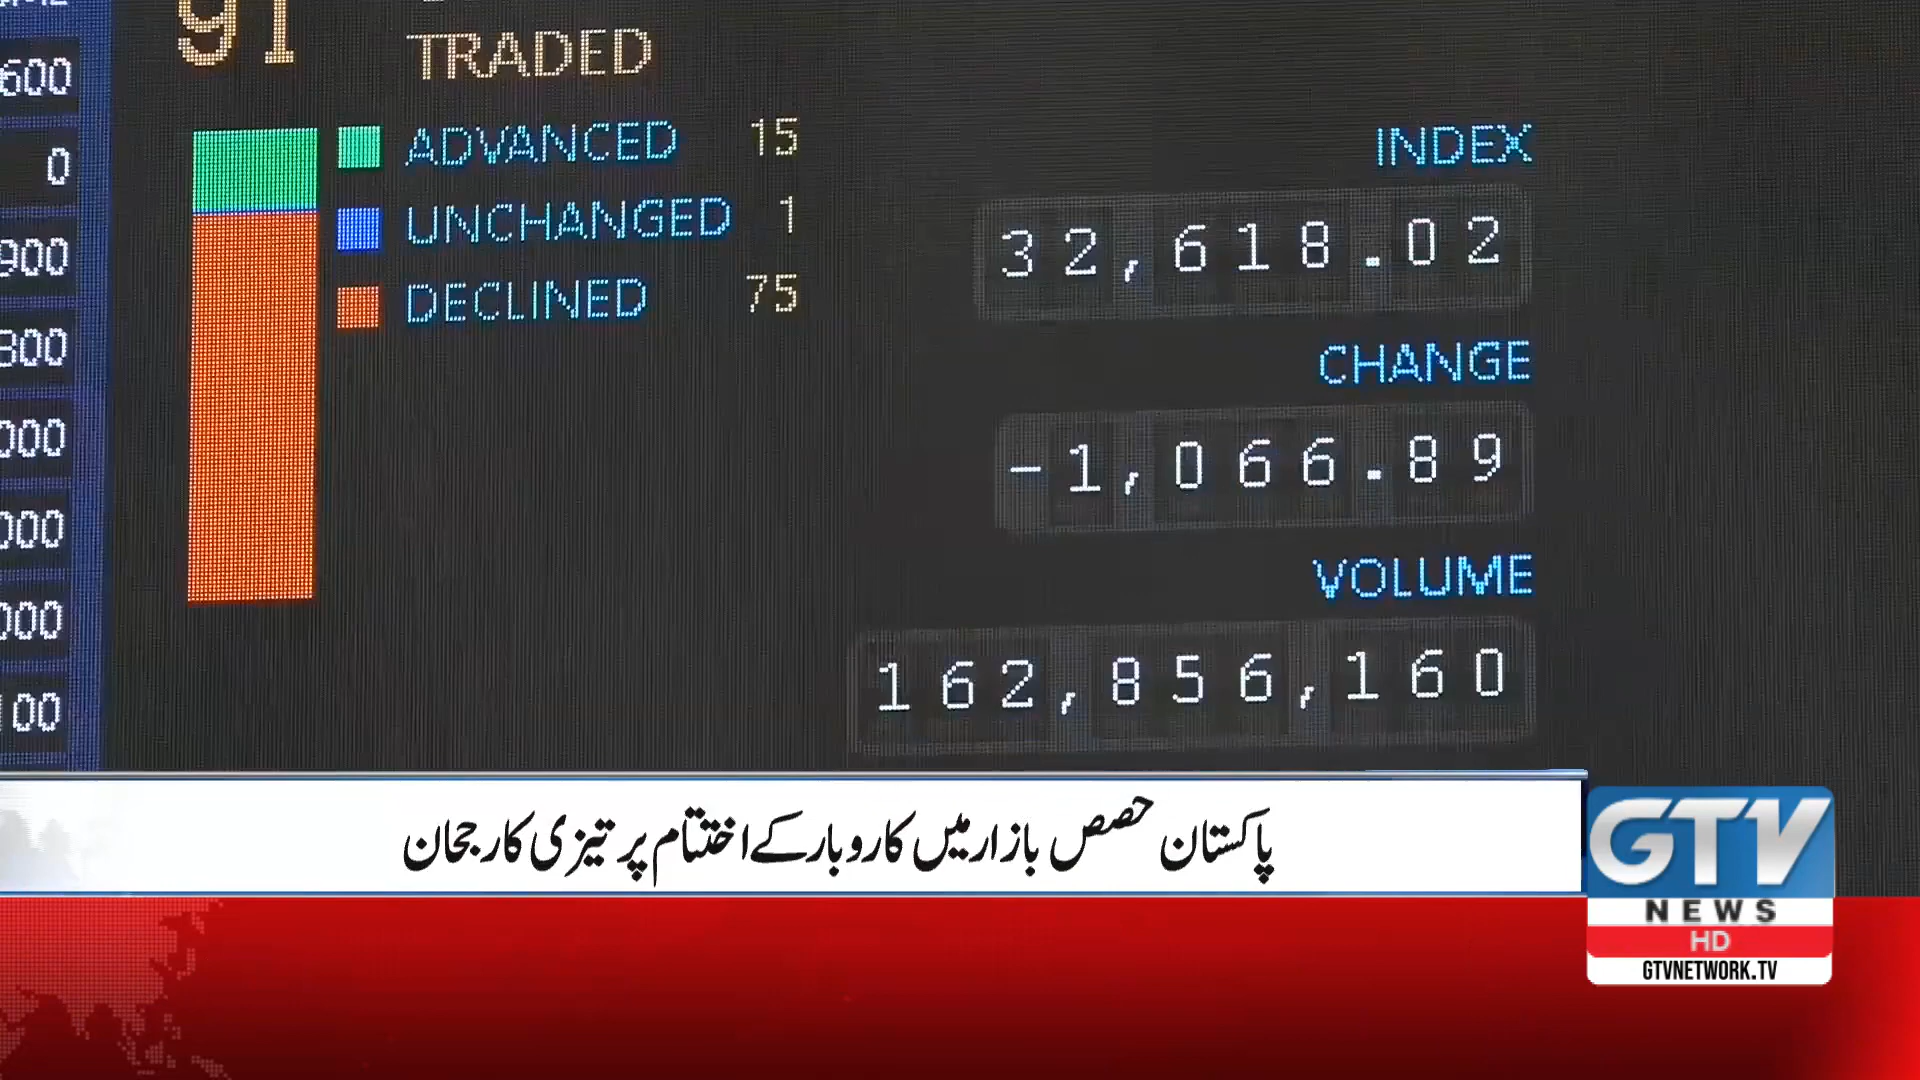 91
TRADED
ADVANCED 15
UNCHANGED 1
DECLINED 75
600
0
900
300
000
000
000
100
INDEX
32,618.02
CHANGE
-1,066.89
VOLUME
162,856,160
پاکستان حصص بازار میں کاروبار کے اختتام پر تیزی کا رجحان
GTV
NEWS
HD
GTVNETWORK.TV